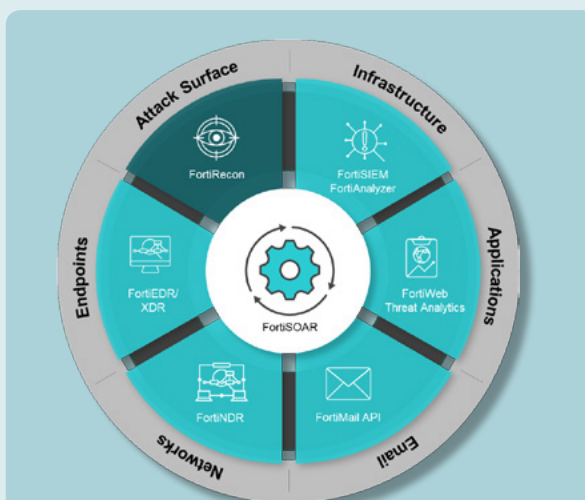 Attack Surface
Infrastructure
FortiRecon
FortiSIEM
FortiAnalyzer
Endpoints
Applications
FortiEDR/
XDR
FortiWeb
Threat Analytics
FortiSOAR
FortiNDR
FortiMail API
Networks
Email